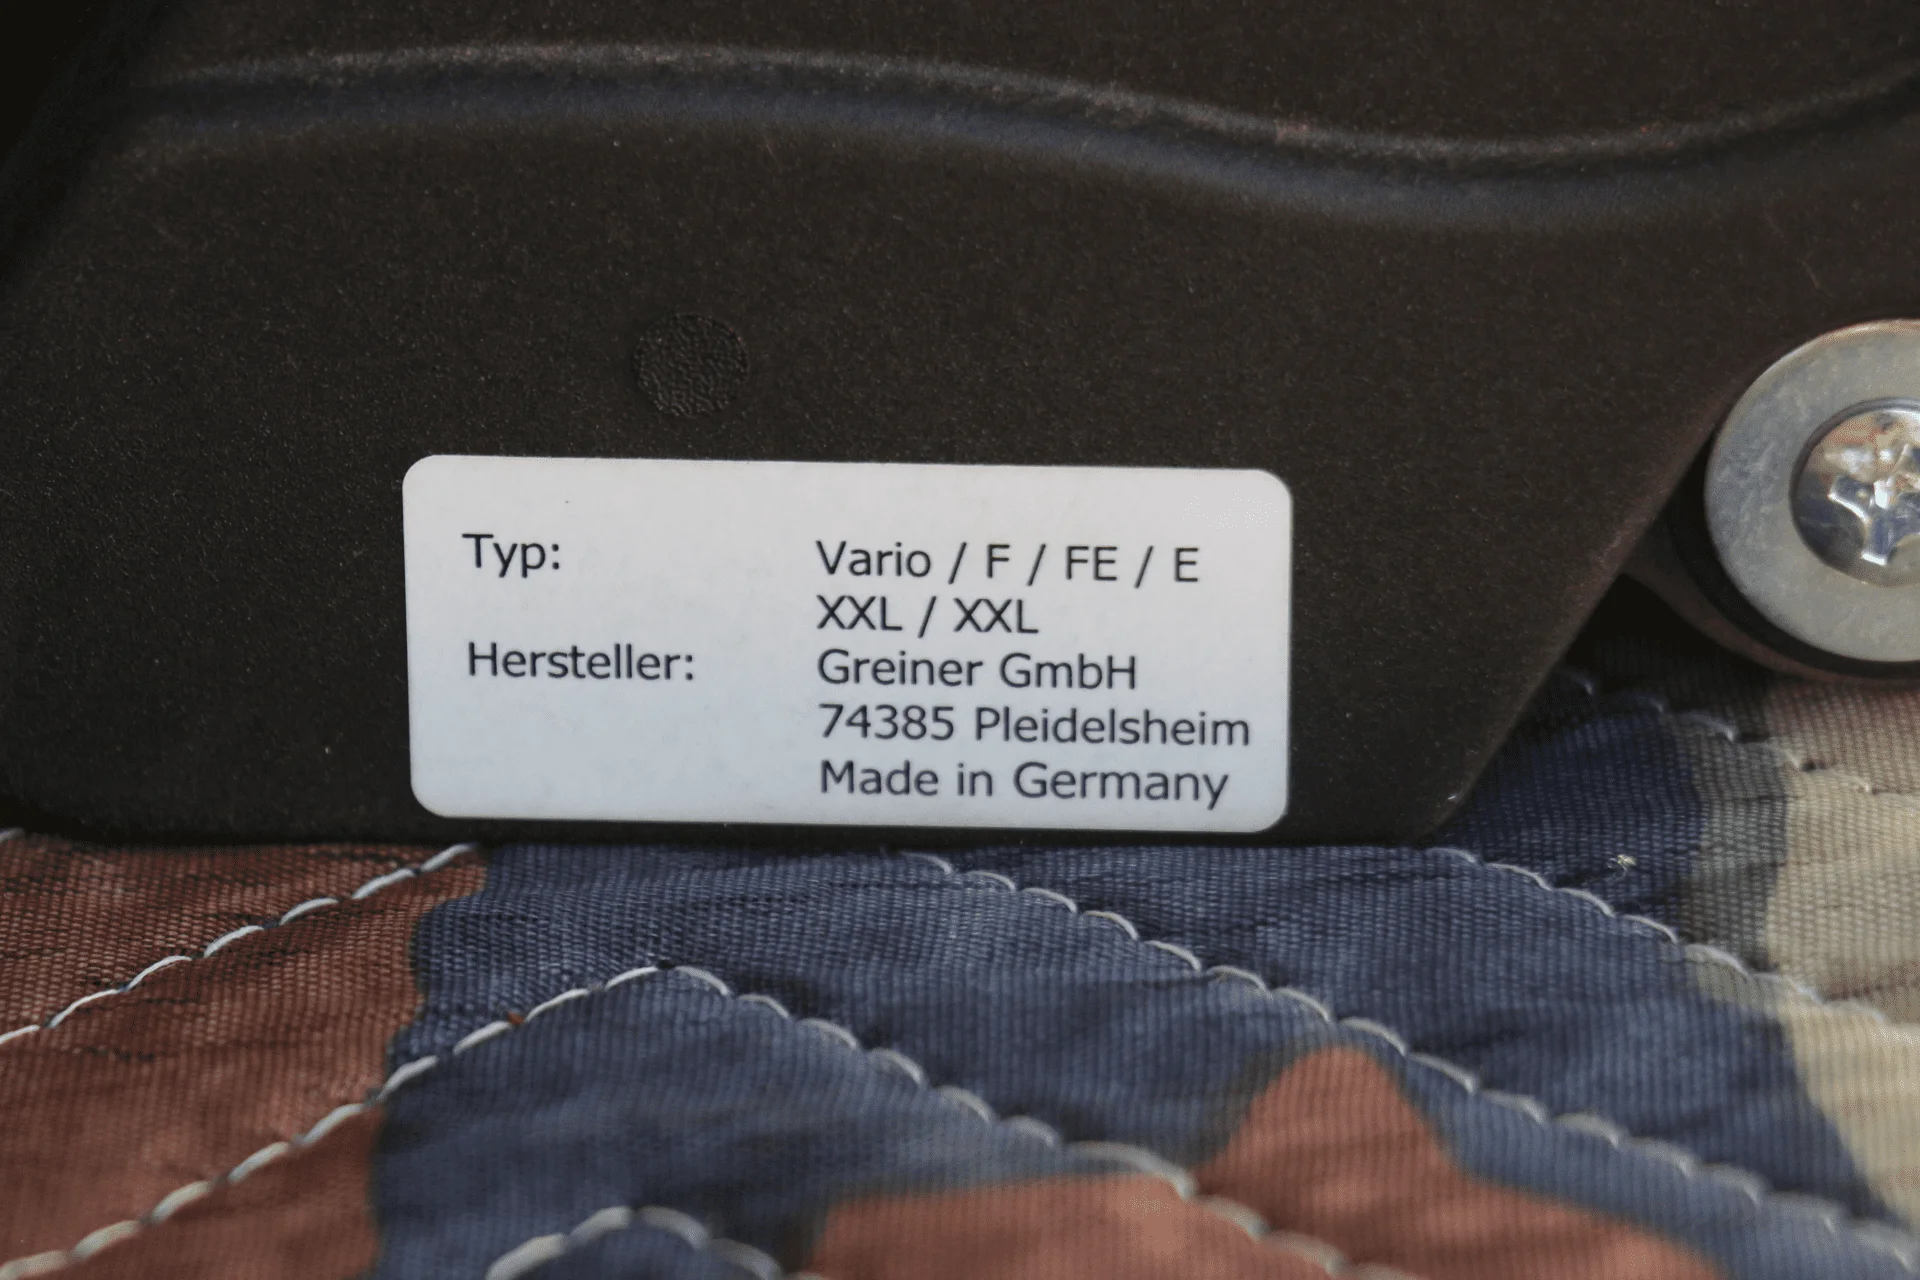 Typ: Vario / F / FE / E
XXL / XXL
Hersteller: Greiner GmbH
74385 Pleidelsheim
Made in Germany